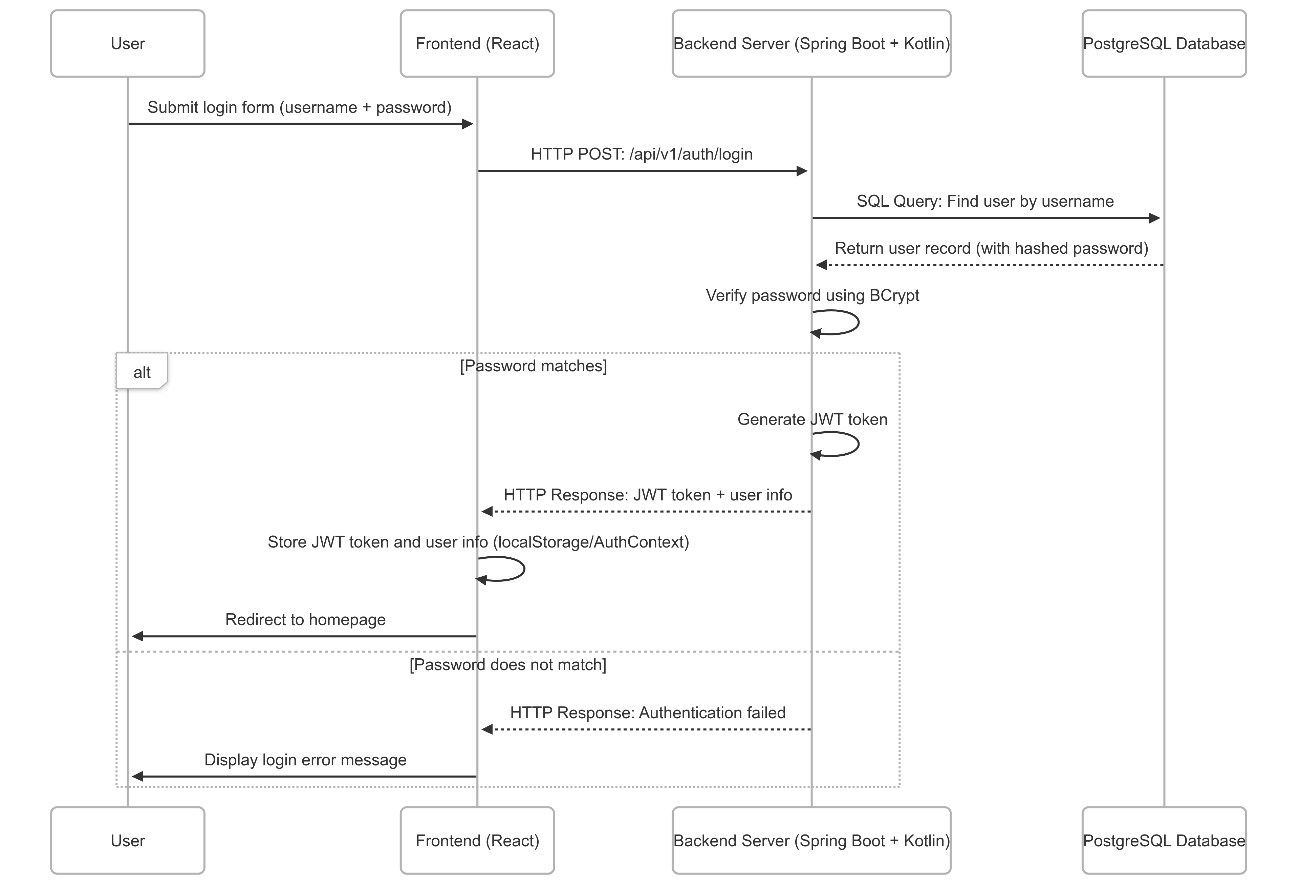 User
Frontend (React)
Backend Server (Spring Boot + Kotlin)
PostgreSQL Database
Submit login form (username + password)
HTTP POST: /api/v1/auth/login
SQL Query: Find user by username
Return user record (with hashed password)
Verify password using BCrypt
alt
[Password matches]
Generate JWT token
HTTP Response: JWT token + user info
Store JWT token and user info (localStorage/AuthContext)
Redirect to homepage
[Password does not match]
HTTP Response: Authentication failed
Display login error message
User
Frontend (React)
Backend Server (Spring Boot + Kotlin)
PostgreSQL Database